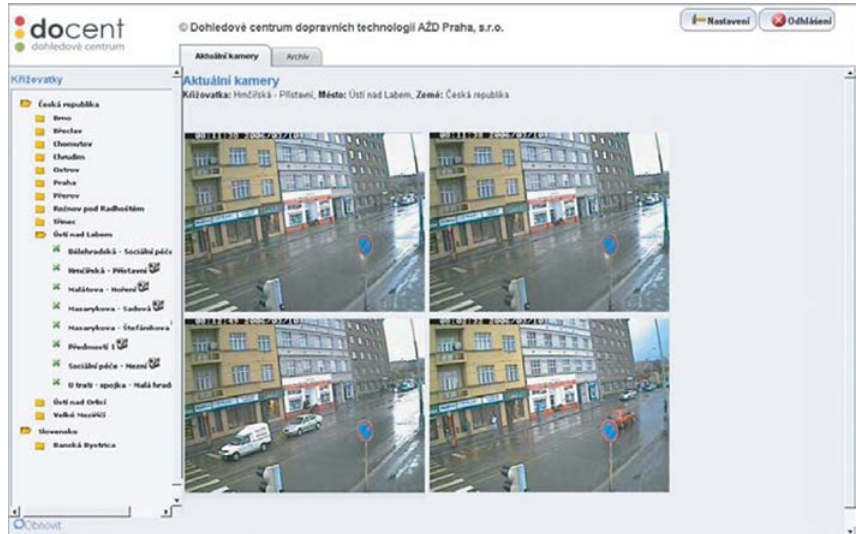 docent
dohledové centrum
© Dohledové centrum dopravních technologií AŽD Praha, s.r.o.
Nastavení
Odhlášení
Aktuální kamery
Archiv
Křižovatky
Česká republika
Brno
Břeclav
Chomutov
Chrudim
Ostrov
Praha
Přerov
Rožnov pod Radhoštěm
Třinec
Ústí nad Labem
Bělehradská - Sociální péče
Hrnčířská - Přístavní
Malátova - Hoření
Masarykova - Sadová
Masarykova - Štefánikova
Předmostí 1
Sociální péče - Mezní
U trati - spojka - Malá hrad
Ústí nad Orlicí
Velké Meziříčí
Slovensko
Banská Bystrica
Obnovit
Aktuální kamery
Křižovatka: Hrnčířská - Přístavní, Město: Ústí nad Labem, Země: Česká republika